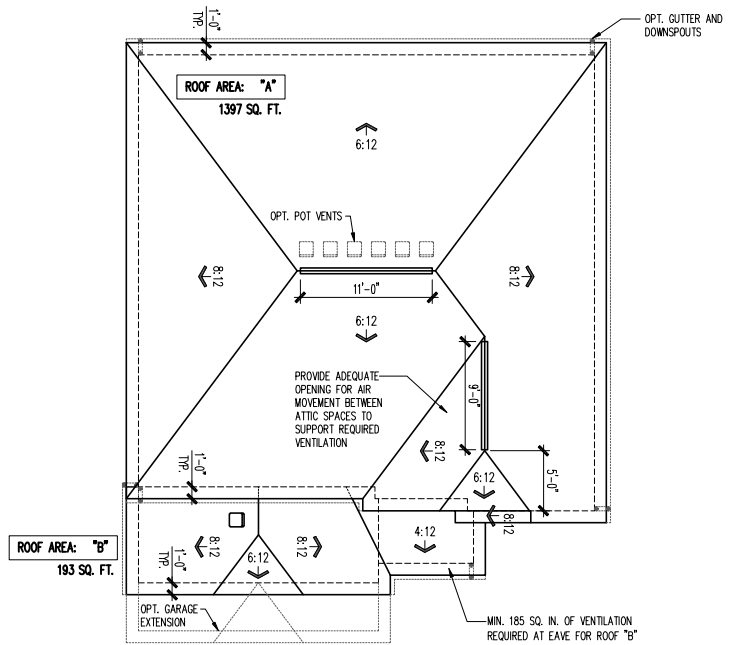 1'-0"
TYP.
OPT. GUTTER AND
DOWNSPOUTS
ROOF AREA: "A"
1397 SQ. FT.
6:12
OPT. POT VENTS
8:12
8:12
11'-0"
6:12
PROVIDE ADEQUATE
OPENING FOR AIR
MOVEMENT BETWEEN
ATTIC SPACES TO
SUPPORT REQUIRED
VENTILATION
9'-0"
8:12
1'-0"
TYP.
6:12
5'-0"
8:12
ROOF AREA: "B"
193 SQ. FT.
1'-0"
TYP.
8:12
6:12
8:12
4:12
OPT. GARAGE
EXTENSION
MIN. 185 SQ. IN. OF VENTILATION
REQUIRED AT EAVE FOR ROOF "B"